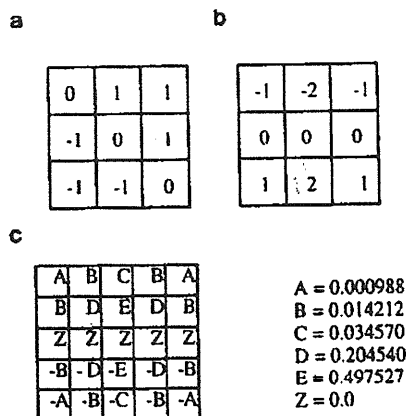 a
0 1 1
-1 0 1
-1 -1 0
b
-1 -2 -1
0 0 0
1 2 1
c
A B C B A
B D E D B
Z Z Z Z Z
-B -D -E -D -B
-A -B -C -B -A
A = 0.000988
B = 0.014212
C = 0.034570
D = 0.204540
E = 0.497527
Z = 0.0